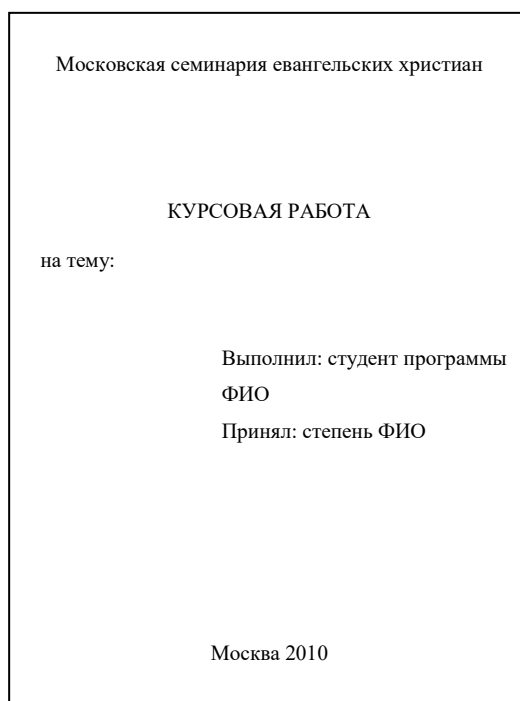 Московская семинария евангельских христиан
КУРСОВАЯ РАБОТА
на тему:
Выполнил: студент программы
ФИО
Принял: степень ФИО
Москва 2010